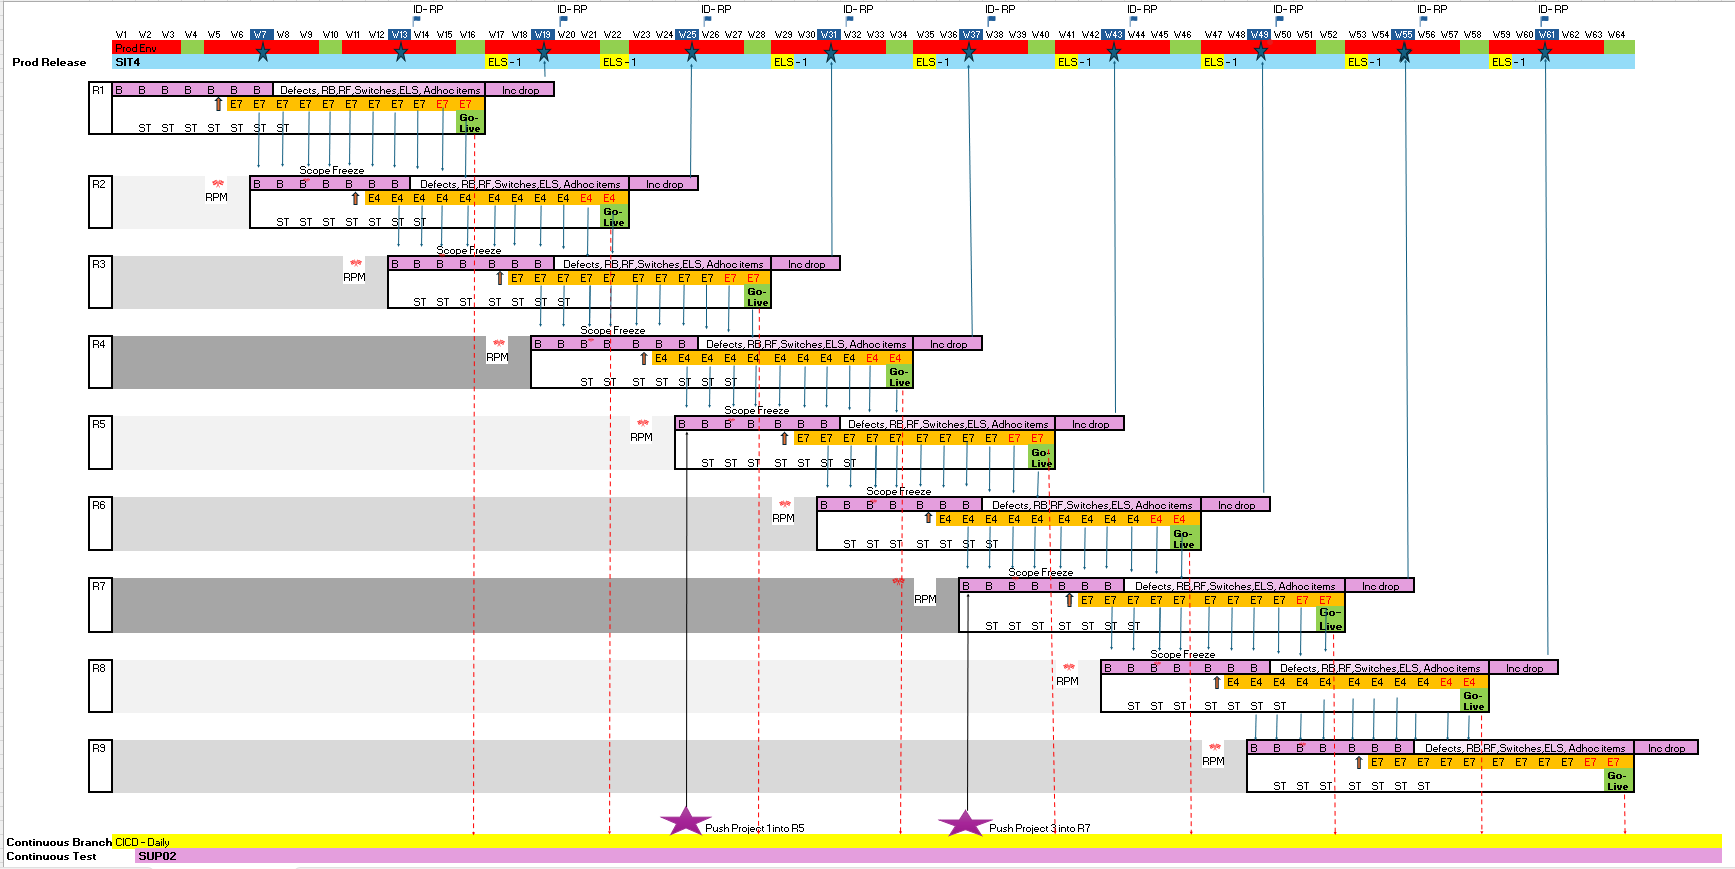 ID- RP ID- RP ID- RP ID- RP ID- RP ID- RP ID- RP ID- RP ID- RP
W1 W2 W3 W4 W5 W6 W7 W8 W9 W10 W11 W12 W13 W14 W15 W16 W17 W18 W19 W20 W21 W22 W23 W24 W25 W26 W27 W28 W29 W30 W31 W32 W33 W34 W35 W36 W37 W38 W39 W40 W41 W42 W43 W44 W45 W46 W47 W48 W49 W50 W51 W52 W53 W54 W55 W56 W57 W58 W59 W60 W61 W62 W63 W64
Prod Env
Prod Release SIT4 ELS - 1 ELS - 1 ELS - 1 ELS - 1 ELS - 1 ELS - 1 ELS - 1 ELS - 1
R1 B B B B B B B Defects, RB,RF,Switches,ELS, Adhoc items Inc drop
E7 E7 E7 E7 E7 E7 E7 E7 E7 E7 E7
Go-
ST ST ST ST ST ST ST Live
Scope Freeze
R2 B B B B B B B Defects, RB,RF,Switches,ELS, Adhoc items Inc drop
RPM E4 E4 E4 E4 E4 E4 E4 E4 E4 E4 E4
Go-
ST ST ST ST ST ST ST Live
Scope Freeze
R3 B B B B B B B Defects, RB,RF,Switches,ELS, Adhoc items Inc drop
RPM E7 E7 E7 E7 E7 E7 E7 E7 E7 E7 E7
Go-
ST ST ST ST ST ST ST Live
Scope Freeze
R4 B B B B B B B Defects, RB,RF,Switches,ELS, Adhoc items Inc drop
RPM E4 E4 E4 E4 E4 E4 E4 E4 E4 E4 E4
Go-
ST ST ST ST ST ST ST Live
Scope Freeze
R5 B B B B B B B Defects, RB,RF,Switches,ELS, Adhoc items Inc drop
RPM E7 E7 E7 E7 E7 E7 E7 E7 E7 E7 E7
Go-
ST ST ST ST ST ST ST Live
Scope Freeze
R6 B B B B B B B Defects, RB,RF,Switches,ELS, Adhoc items Inc drop
RPM E4 E4 E4 E4 E4 E4 E4 E4 E4 E4 E4
Go-
ST ST ST ST ST ST ST Live
Scope Freeze
R7 B B B B B B B Defects, RB,RF,Switches,ELS, Adhoc items Inc drop
RPM E7 E7 E7 E7 E7 E7 E7 E7 E7 E7 E7
Go-
ST ST ST ST ST ST ST Live
Scope Freeze
R8 B B B B B B B Defects, RB,RF,Switches,ELS, Adhoc items Inc drop
RPM E4 E4 E4 E4 E4 E4 E4 E4 E4 E4 E4
Go-
ST ST ST ST ST ST ST Live
R9 B B B B B B B Defects, RB,RF,Switches,ELS, Adhoc items Inc drop
RPM E7 E7 E7 E7 E7 E7 E7 E7 E7 E7 E7
Go-
ST ST ST ST ST ST ST Live
Push Project 1 into R5 Push Project 3 into R7
Continuous Branch CICD - Daily
Continuous Test SUP02